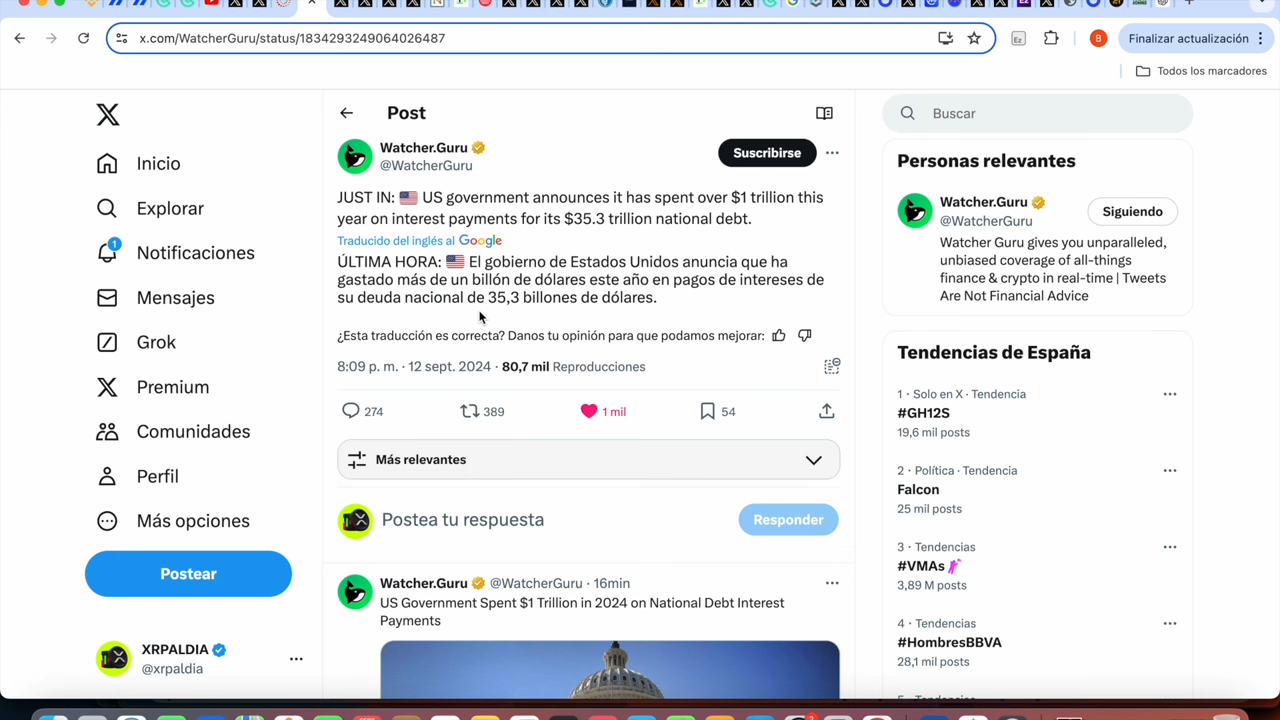 x.com/WatcherGuru/status/1834293249064026487
Ez
B
Finalizar actualización
Todos los marcadores
Inicio
Explorar
1
Notificaciones
Mensajes
Grok
Premium
Comunidades
Perfil
Más opciones
Postear
XRPALDIA
@xrpaldia
Post
Watcher.Guru
@WatcherGuru
Suscribirse
JUST IN: 🇺🇸 US government announces it has spent over $1 trillion this
year on interest payments for its $35.3 trillion national debt.
Traducido del inglés al Google
ÚLTIMA HORA: 🇺🇸 El gobierno de Estados Unidos anuncia que ha
gastado más de un billón de dólares este año en pagos de intereses de
su deuda nacional de 35,3 billones de dólares.
¿Esta traducción es correcta? Danos tu opinión para que podamos mejorar:
8:09 p. m. · 12 sept. 2024 · 80,7 mil Reproducciones
274 389 1 mil 54
Más relevantes
Postea tu respuesta
Responder
Watcher.Guru @WatcherGuru · 16min
US Government Spent $1 Trillion in 2024 on National Debt Interest
Payments
Buscar
Personas relevantes
Watcher.Guru
@WatcherGuru
Siguiendo
Watcher Guru gives you unparalleled,
unbiased coverage of all-things
finance & crypto in real-time | Tweets
Are Not Financial Advice
Tendencias de España
1 · Solo en X · Tendencia
#GH12S
19,6 mil posts
2 · Política · Tendencia
Falcon
25 mil posts
3 · Tendencias
#VMAs
3,89 M posts
4 · Tendencias
#HombresBBVA
28,1 mil posts